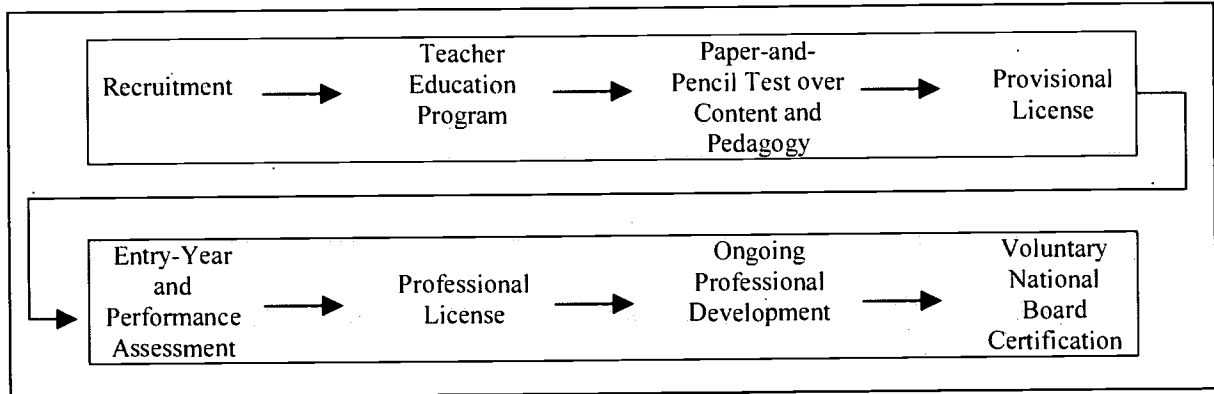 Recruitment
Teacher
Education
Program
Paper-and-
Pencil Test over
Content and
Pedagogy
Provisional
License
Entry-Year
and
Performance
Assessment
Professional
License
Ongoing
Professional
Development
Voluntary
National
Board
Certification